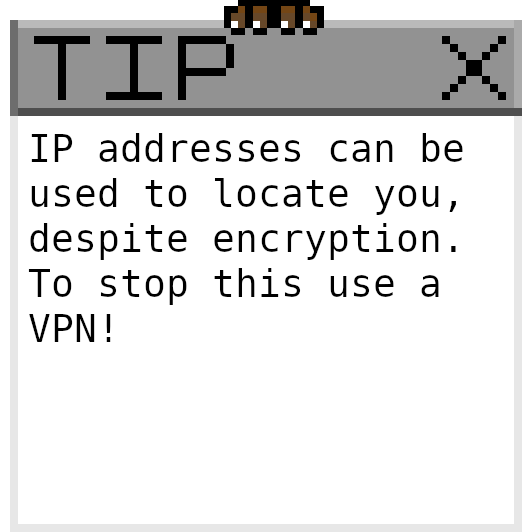 TIP
IP addresses can be
used to locate you,
despite encryption.
To stop this use a
VPN!